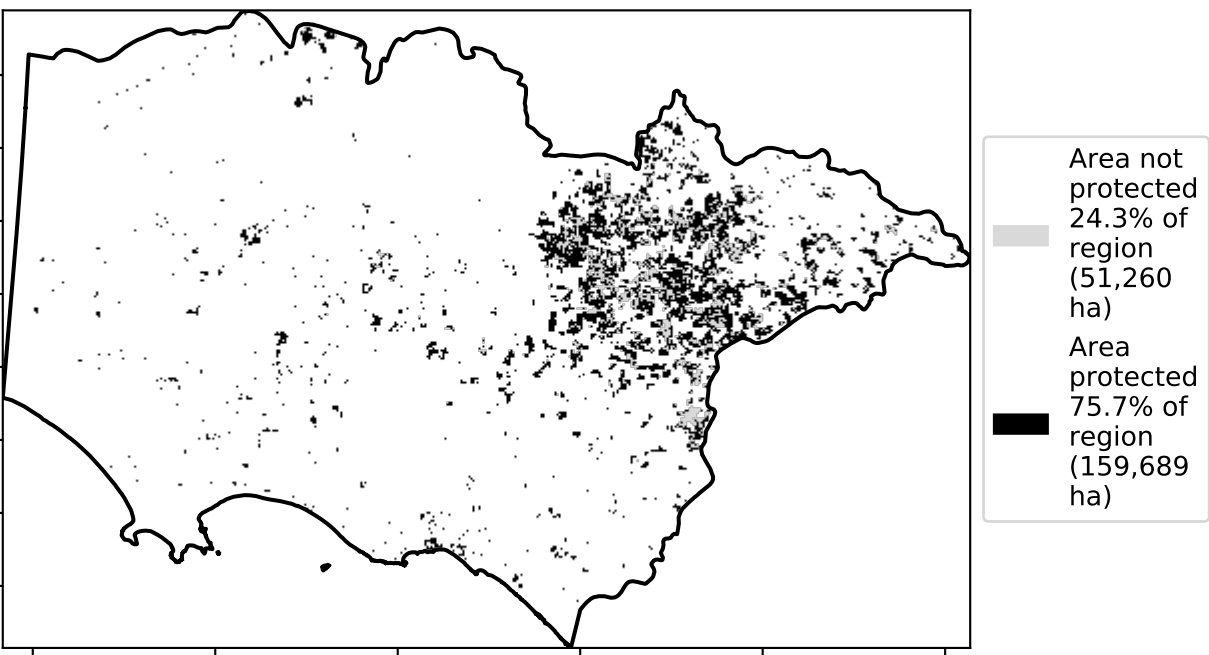 Area not
protected
24.3% of
region
(51,260
ha)
Area
protected
75.7% of
region
(159,689
ha)